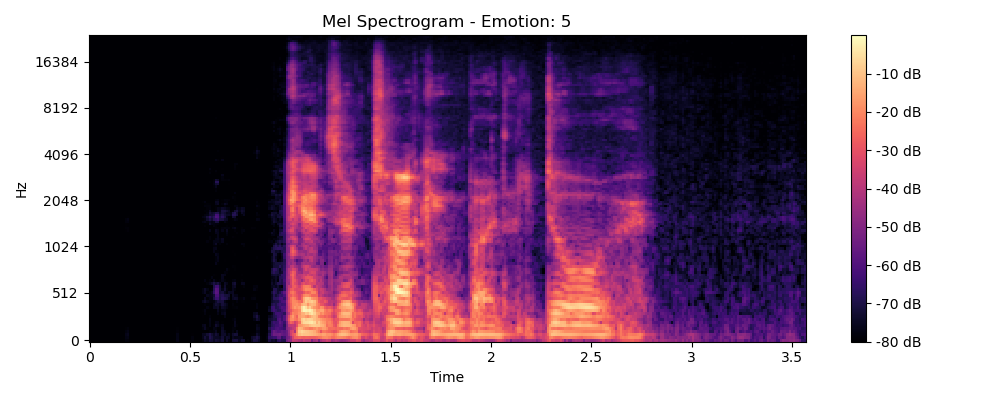 Mel Spectrogram - Emotion: 5
Hz
16384
8192
4096
2048
1024
512
0
0 0.5 1 1.5 2 2.5 3 3.5
Time
-10 dB
-20 dB
-30 dB
-40 dB
-50 dB
-60 dB
-70 dB
-80 dB